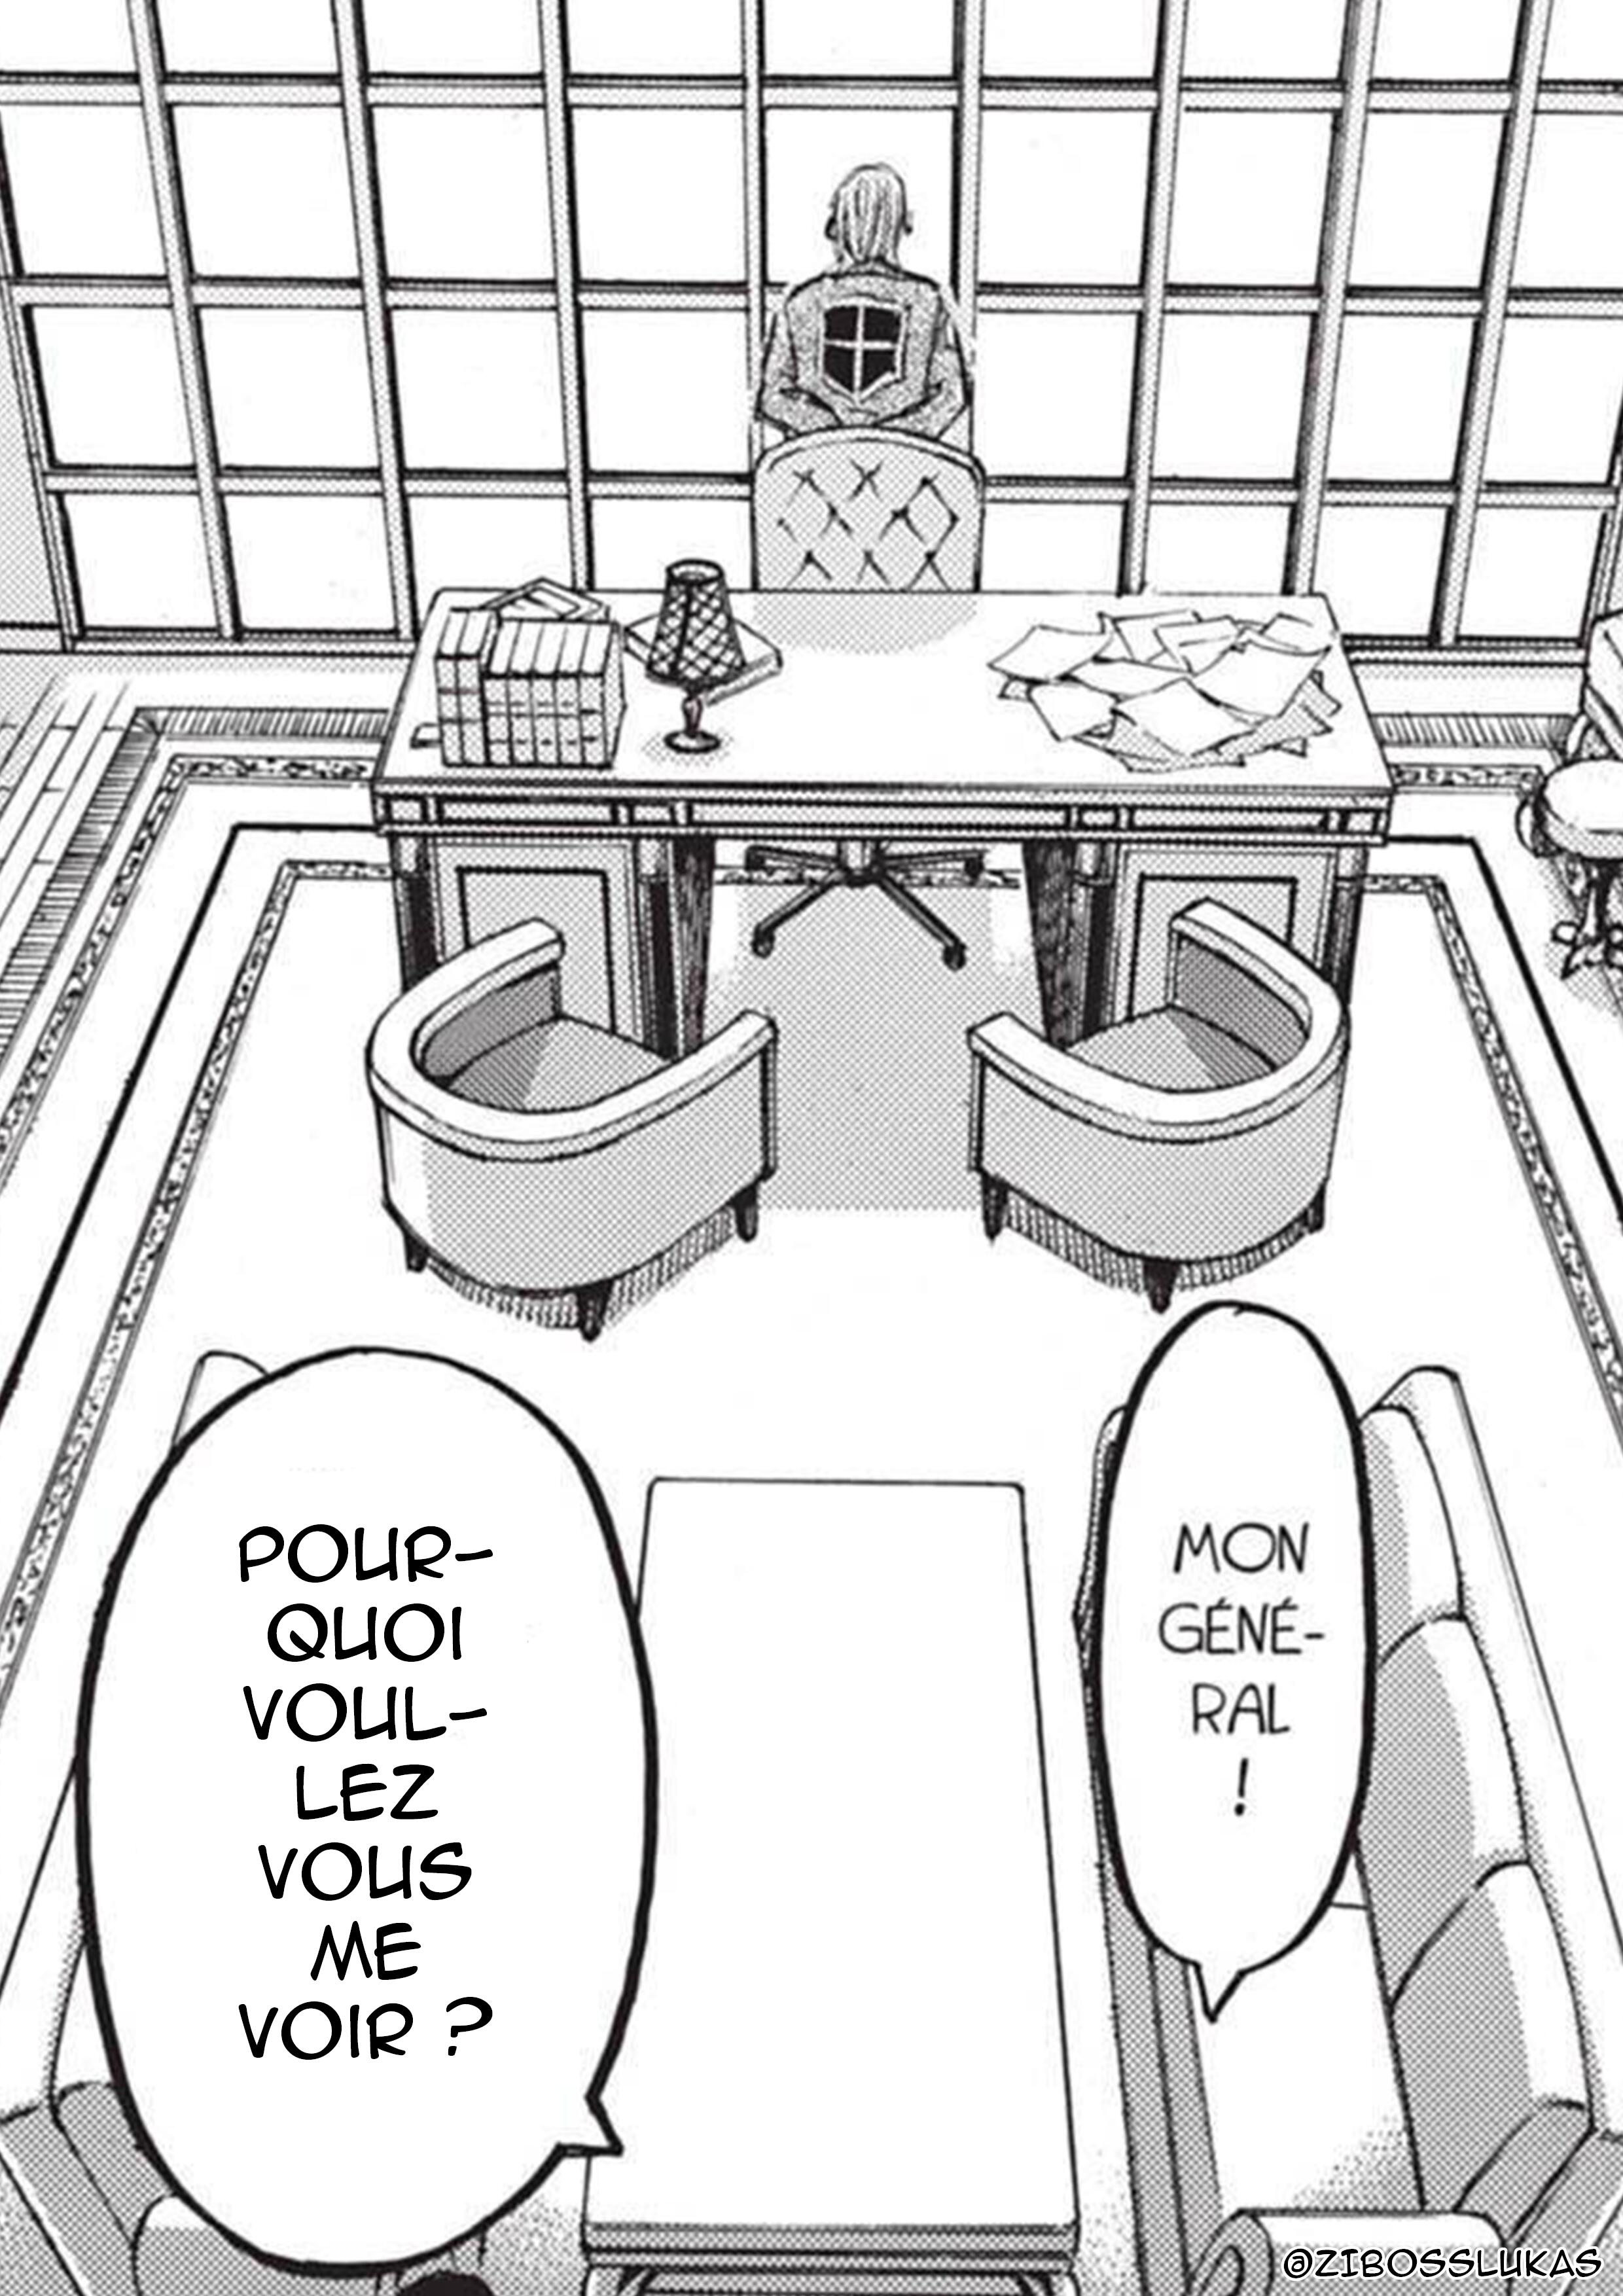 MON
GÉNÉ-
RAL
!
POUR-
QUOI
VOUL-
LEZ
VOUS
ME
VOIR ?
@ZIBOSSLUKAS